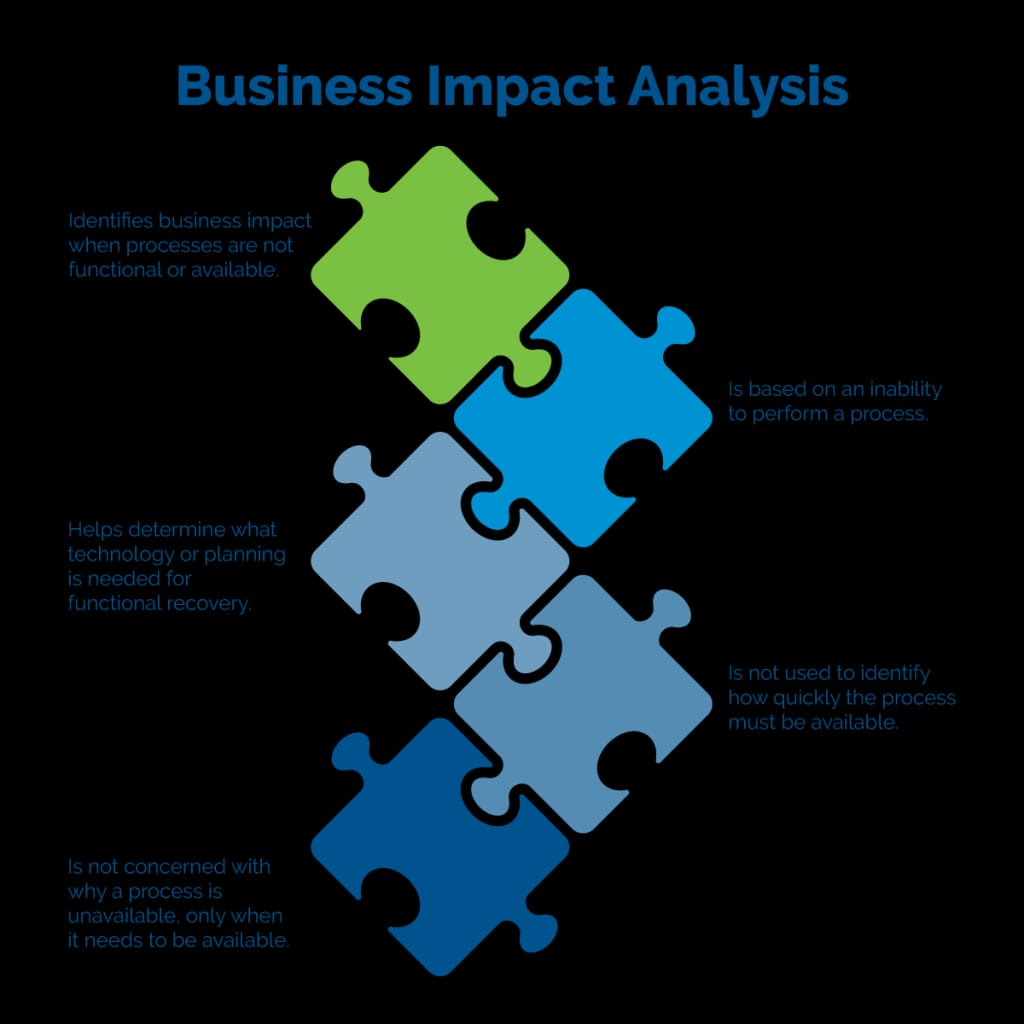 Business Impact Analysis
Identifies business impact
when processes are not
functional or available.
Is based on an inability
to perform a process.
Helps determine what
technology or planning
is needed for
functional recovery.
Is not used to identify
how quickly the process
must be available.
Is not concerned with
why a process is
unavailable, only when
it needs to be available.